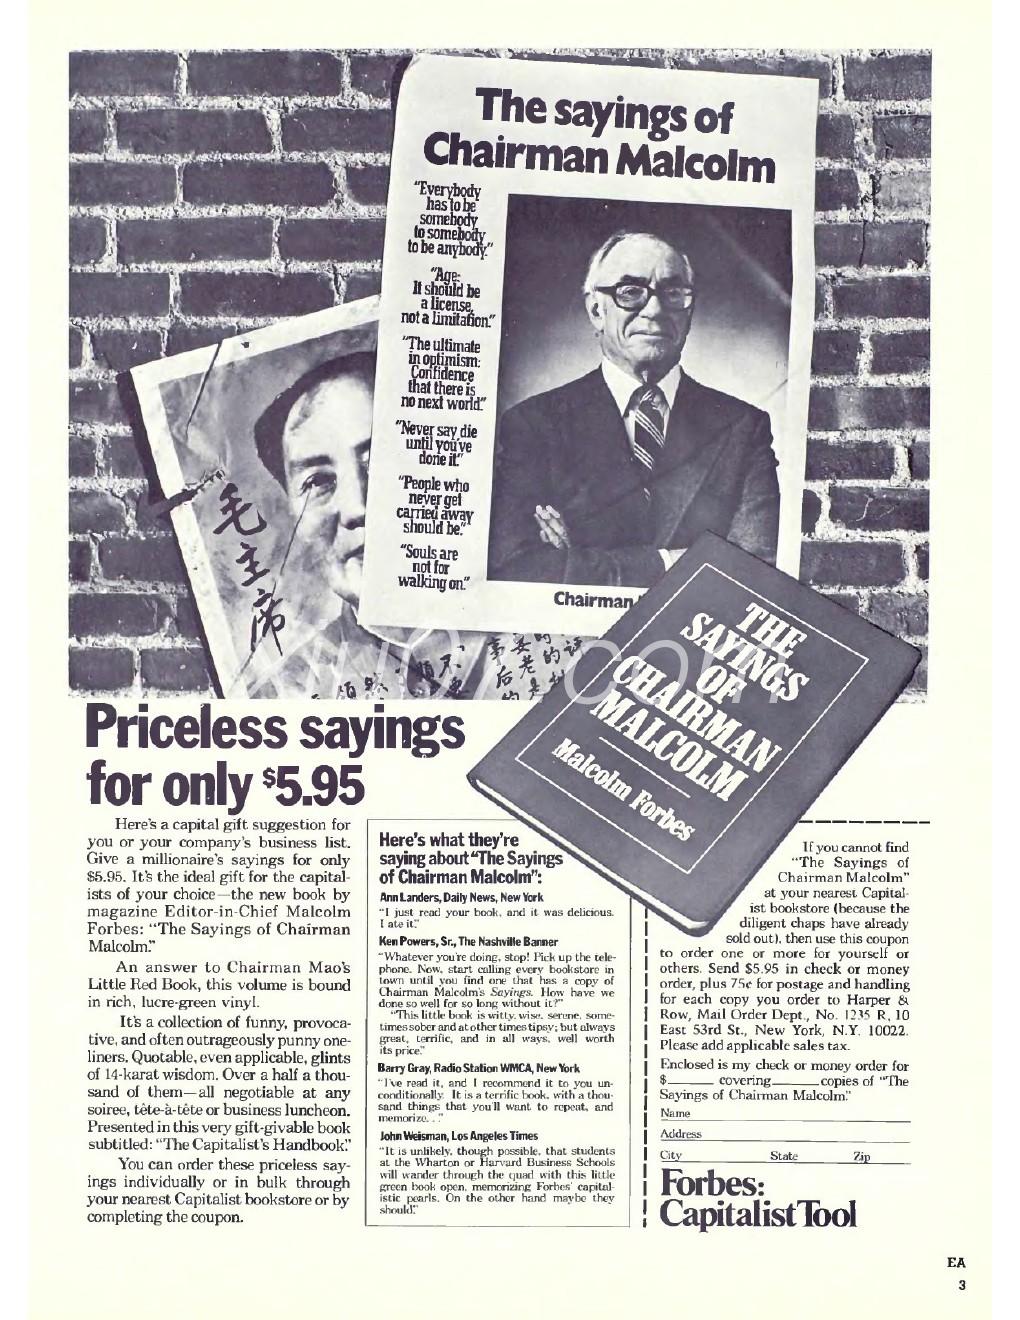 The sayings of
Chairman Malcolm
"Everybody
has to be
somebody
to somebody
to be anybody."
"Age:
It should be
a license,
not a limitation."
"The ultimate
in optimism:
Confidence
that there is
no next world."
"Never say die
until you've
done it."
"People who
never get
carried away
should be."
"Souls are
not for
walking on."
Chairman
毛
主
席
THE
SAYINGS
OF
CHAIRMAN
MALCOLM
Malcolm Forbes
Priceless sayings
for only $5.95
Here's a capital gift suggestion for
you or your company's business list.
Give a millionaire's sayings for only
$5.95. It's the ideal gift for the capital-
ists of your choice—the new book by
magazine Editor-in-Chief Malcolm
Forbes: "The Sayings of Chairman
Malcolm."
An answer to Chairman Mao's
Little Red Book, this volume is bound
in rich, lucre-green vinyl.
It's a collection of funny, provoca-
tive, and often outrageously punny one-
liners. Quotable, even applicable, glints
of 14-karat wisdom. Over a half a thou-
sand of them—all negotiable at any
soiree, tête-à-tête or business luncheon.
Presented in this very gift-givable book
subtitled: "The Capitalist's Handbook."
You can order these priceless say-
ings individually or in bulk through
your nearest Capitalist bookstore or by
completing the coupon.
Here's what they're
saying about "The Sayings
of Chairman Malcolm":
Ann Landers, Daily News, New York
"I just read your book, and it was delicious.
I ate it."
Ken Powers, Sr., The Nashville Banner
"Whatever you're doing, stop! Pick up the tele-
phone. Now, start calling every bookstore in
town until you find one that has a copy of
Chairman Malcolm's Sayings. How have we
done so well for so long without it?"
"This little book is witty, wise, serene, some-
times sober and at other times tipsy; but always
great, terrific, and in all ways, well worth
its price."
Barry Gray, Radio Station WMCA, New York
"I've read it, and I recommend it to you un-
conditionally. It is a terrific book, with a thou-
sand things that you'll want to repeat, and
memorize. . ."
John Weisman, Los Angeles Times
"It is unlikely, though possible, that students
at the Wharton or Harvard Business Schools
will wander through the quad with this little
green book open, memorizing Forbes' capital-
istic pearls. On the other hand maybe they
should."
If you cannot find
"The Sayings of
Chairman Malcolm"
at your nearest Capital-
ist bookstore (because the
diligent chaps have already
sold out), then use this coupon
to order one or more for yourself or
others. Send $5.95 in check or money
order, plus 75¢ for postage and handling
for each copy you order to Harper &
Row, Mail Order Dept., No. 1235 R, 10
East 53rd St., New York, N.Y. 10022.
Please add applicable sales tax.
Enclosed is my check or money order for
$ covering copies of "The
Sayings of Chairman Malcolm."
Name
Address
City State Zip
Forbes:
Capitalist Tool
EA
3